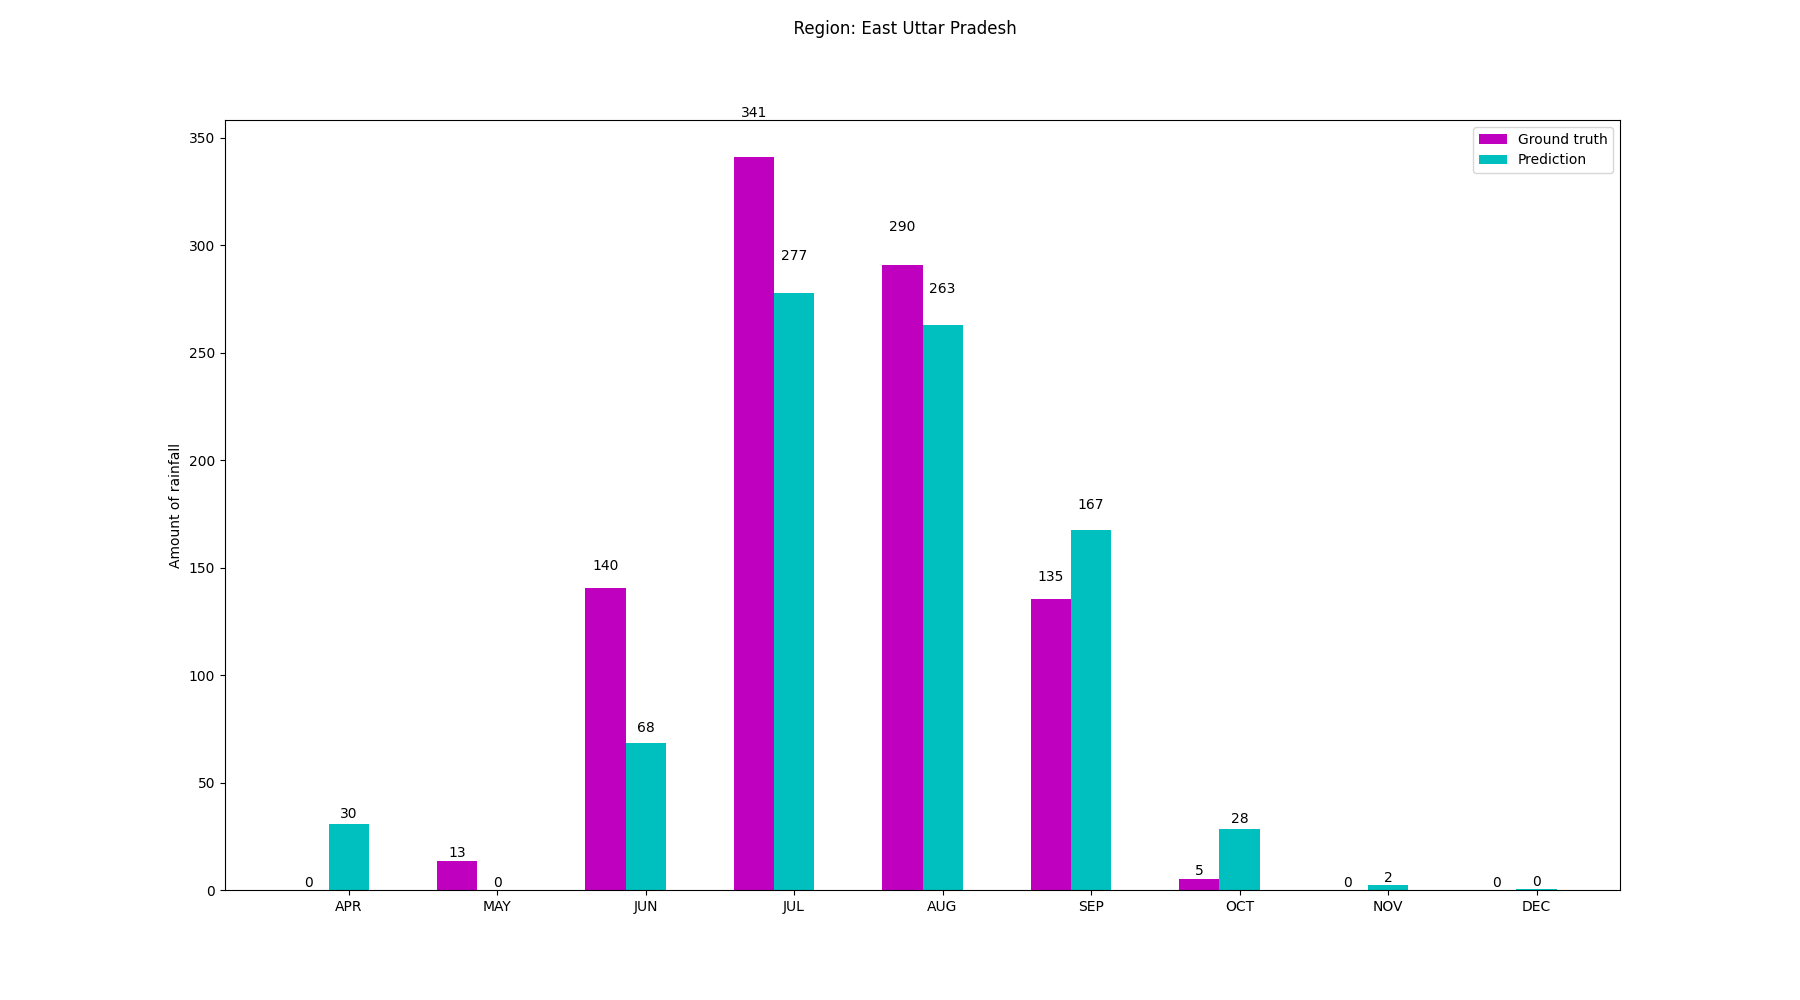 Region: East Uttar Pradesh
341
350
Ground truth
Prediction
290
300
277
263
250
200
Amount of rainfall
167
150
140
135
100
68
50
30
28
13
5
2
0
0
0
0
0
0
0
APR
MAY
JUN
JUL
AUG
SEP
OCT
NOV
DEC